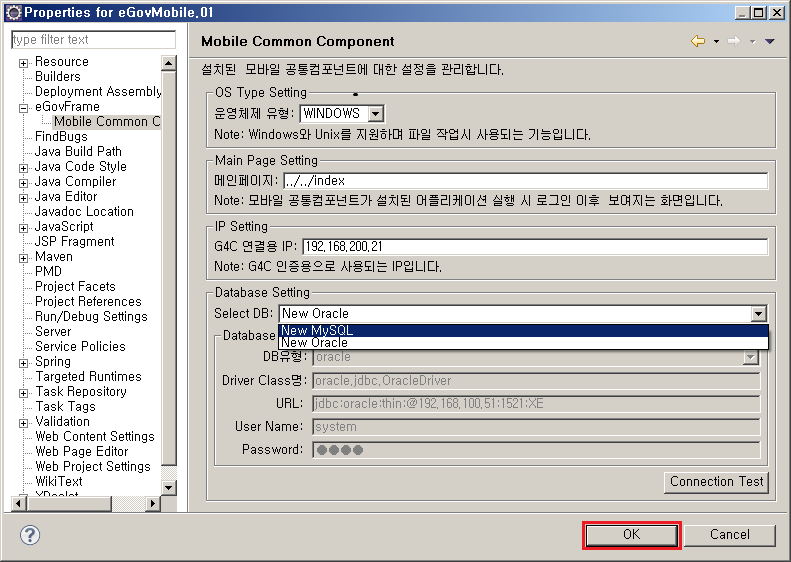 Properties for eGovMobile.01
type filter text
Resource
Builders
Deployment Assembly
eGovFrame
Mobile Common C
FindBugs
Java Build Path
Java Code Style
Java Compiler
Java Editor
Javadoc Location
JavaScript
JSP Fragment
Maven
PMD
Project Facets
Project References
Run/Debug Settings
Server
Service Policies
Spring
Targeted Runtimes
Task Repository
Task Tags
Validation
Web Content Settings
Web Page Editor
Web Project Settings
WikiText
Mobile Common Component
설치된 모바일 공통컴포넌트에 대한 설정을 관리합니다.
OS Type Setting
운영체제 유형: WINDOWS
Note: Windows와 Unix를 지원하며 파일 작업시 사용되는 기능입니다.
Main Page Setting
메인페이지: ../../index
Note: 모바일 공통컴포넌트가 설치된 어플리케이션 실행 시 로그인 이후 보여지는 화면입니다.
IP Setting
G4C 연결용 IP: 192.168.200.21
Note: G4C 인증용으로 사용되는 IP입니다.
Database Setting
Select DB: New Oracle
New MySQL
New Oracle
Database
DB유형: oracle
Driver Class명: oracle.jdbc.OracleDriver
URL: jdbc:oracle:thin:@192.168.100.51:1521:XE
User Name: system
Password: ●●●●
Connection Test
? OK Cancel